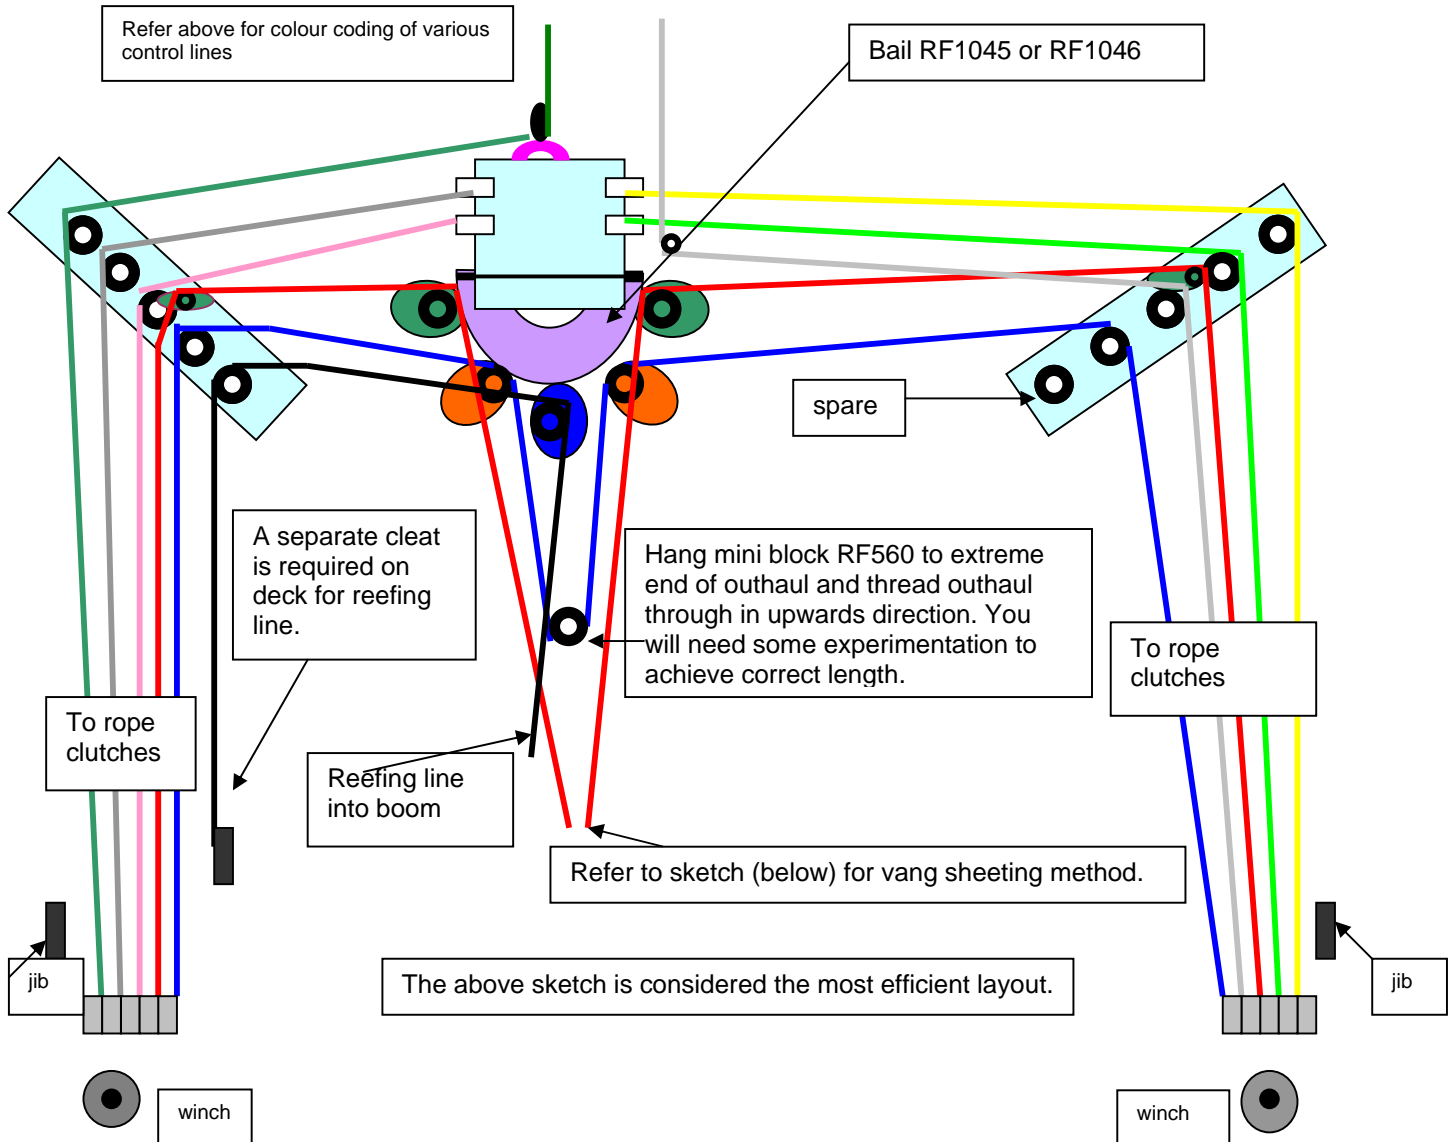 Refer above for colour coding of various
control lines
Bail RF1045 or RF1046
spare
A separate cleat
is required on
deck for reefing
line.
Hang mini block RF560 to extreme
end of outhaul and thread outhaul
through in upwards direction. You
will need some experimentation to
achieve correct length.
To rope
clutches
To rope
clutches
Reefing line
into boom
Refer to sketch (below) for vang sheeting method.
jib
The above sketch is considered the most efficient layout.
jib
winch
winch